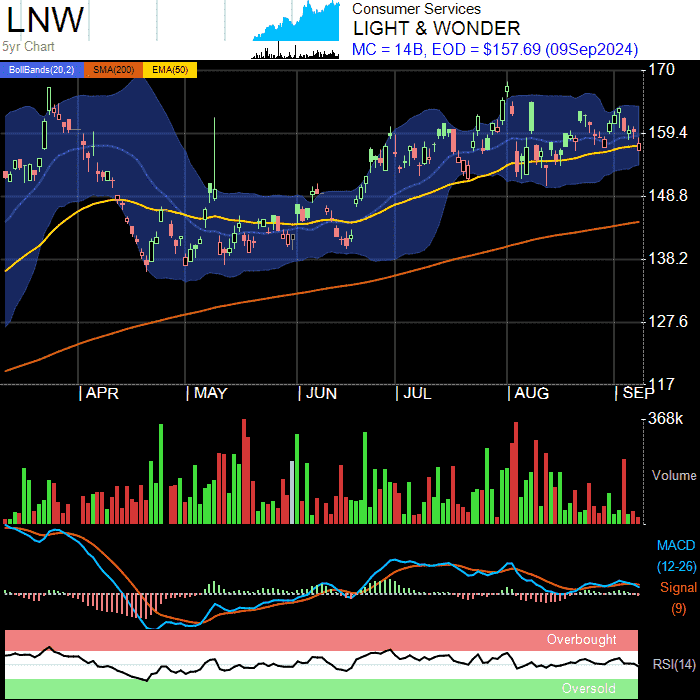 LNW
5yr Chart
Consumer Services
LIGHT & WONDER
MC = 14B, EOD = $157.69 (09Sep2024)
BollBands(20,2) SMA(200) EMA(50)
170
159.4
148.8
138.2
127.6
117
APR MAY JUN JUL AUG SEP
368k
Volume
MACD
(12-26)
Signal
(9)
Overbought
RSI(14)
Oversold